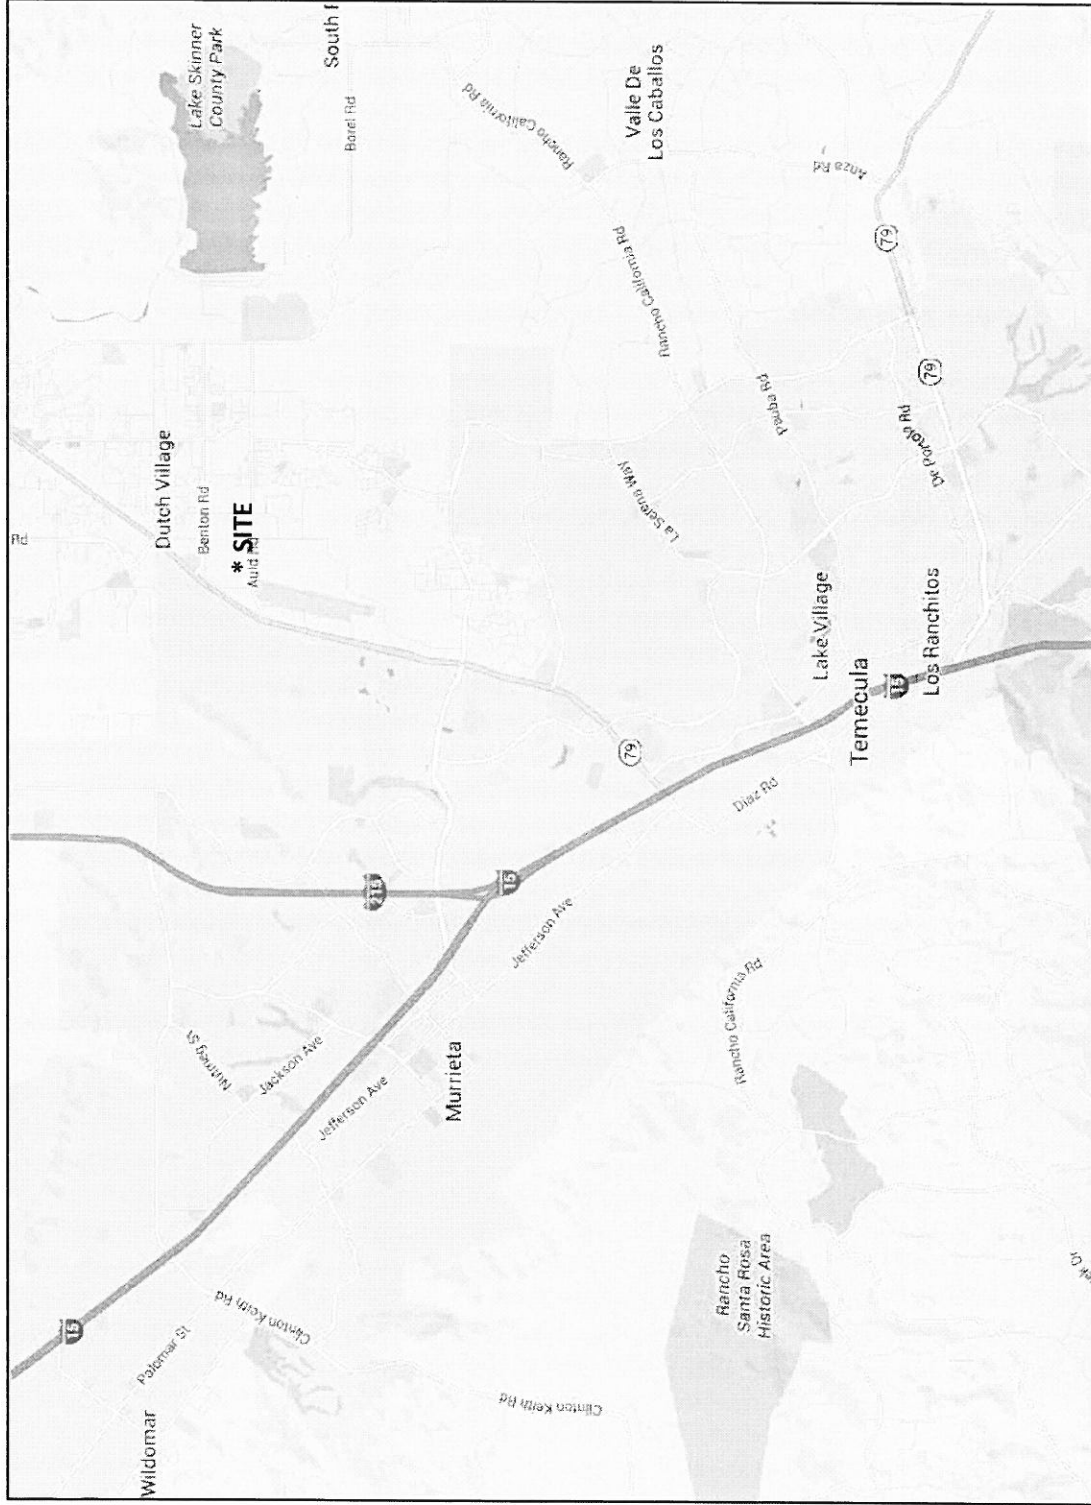 Rd
15
Wildomar
Palomar St
Dutch Village
Lake Skinner
County Park
Benton Rd
Nutmeg St
* SITE
Auld Rd
Clinton Keith Rd
Jackson Ave
South
Borel Rd
Jefferson Ave
215
Murrieta
15
Rancho California Rd
Jefferson Ave
Clinton Keith Rd
79
Valle De
Los Caballos
Rancho California Rd
La Serena Way
Rancho
Santa Rosa
Historic Area
Rancho California Rd
Diaz Rd
Pauba Rd
Lake Village
Anza Rd
Temecula
79
15
De Portola Rd
79
Los Ranchitos